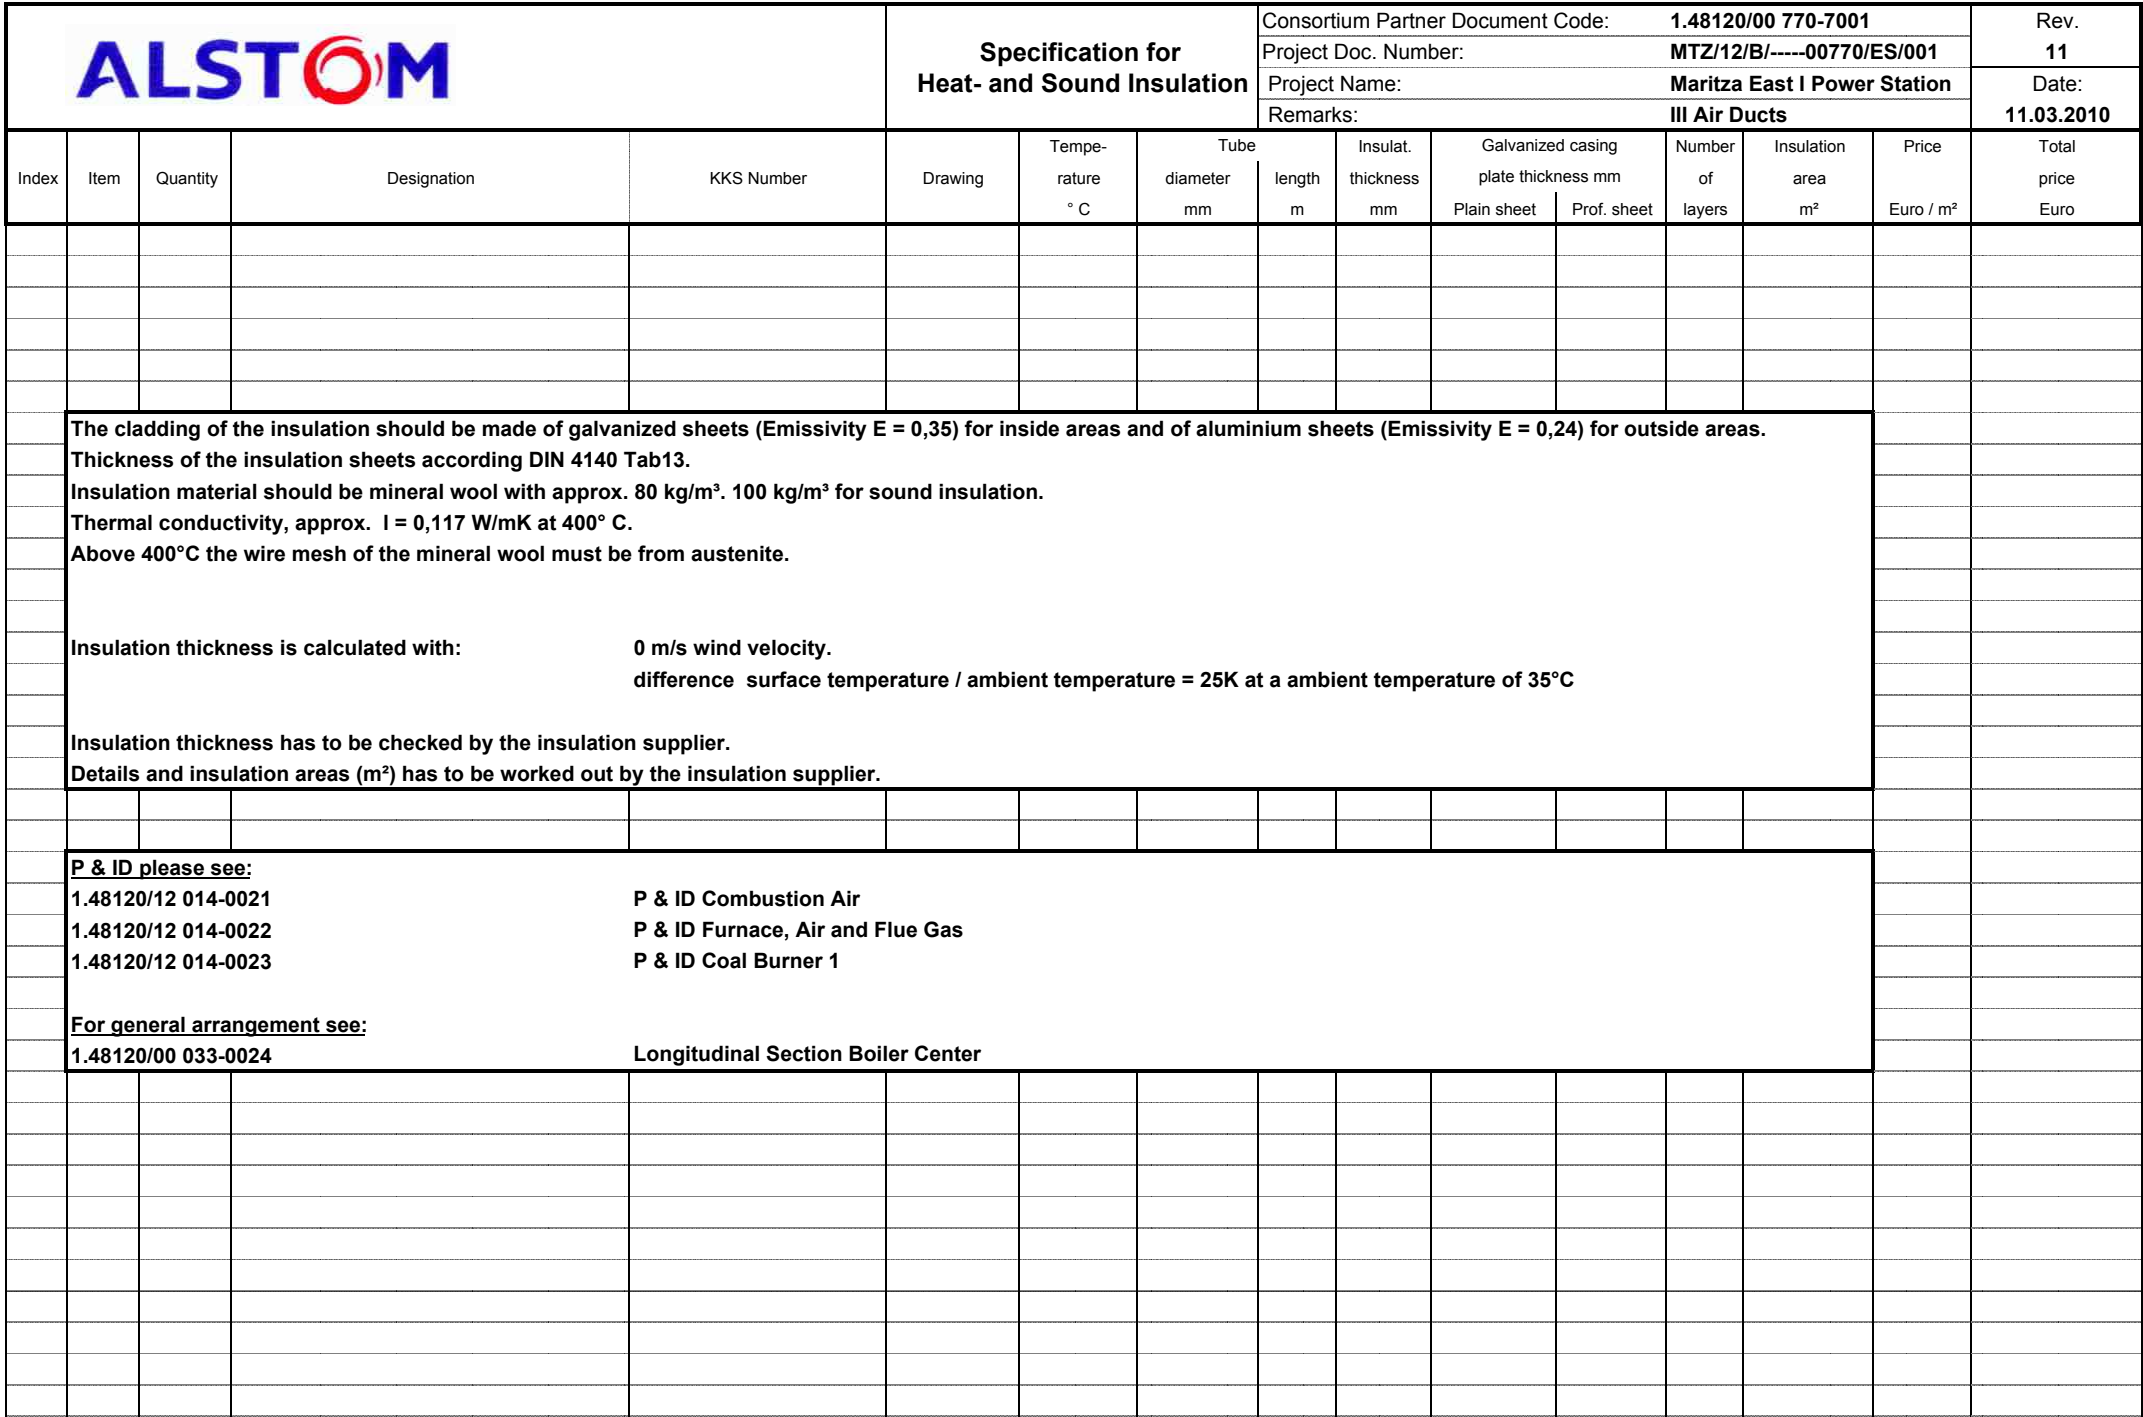 ALSTOM
Specification for
Heat- and Sound Insulation
Consortium Partner Document Code: 1.48120/00 770-7001
Project Doc. Number: MTZ/12/B/-----00770/ES/001
Project Name: Maritza East I Power Station
Remarks: III Air Ducts
Rev.
11
Date:
11.03.2010
Index
Item
Quantity
Designation
KKS Number
Drawing
Tempe-
rature
° C
Tube
diameter
mm
length
m
Insulat.
thickness
mm
Galvanized casing
plate thickness mm
Plain sheet
Prof. sheet
Number
of
layers
Insulation
area
m²
Price
Euro / m²
Total
price
Euro
The cladding of the insulation should be made of galvanized sheets (Emissivity E = 0,35) for inside areas and of aluminium sheets (Emissivity E = 0,24) for outside areas.
Thickness of the insulation sheets according DIN 4140 Tab13.
Insulation material should be mineral wool with approx. 80 kg/m³. 100 kg/m³ for sound insulation.
Thermal conductivity, approx. l = 0,117 W/mK at 400° C.
Above 400°C the wire mesh of the mineral wool must be from austenite.
Insulation thickness is calculated with: 0 m/s wind velocity.
difference surface temperature / ambient temperature = 25K at a ambient temperature of 35°C
Insulation thickness has to be checked by the insulation supplier.
Details and insulation areas (m²) has to be worked out by the insulation supplier.
P & ID please see:
1.48120/12 014-0021 P & ID Combustion Air
1.48120/12 014-0022 P & ID Furnace, Air and Flue Gas
1.48120/12 014-0023 P & ID Coal Burner 1
For general arrangement see:
1.48120/00 033-0024 Longitudinal Section Boiler Center